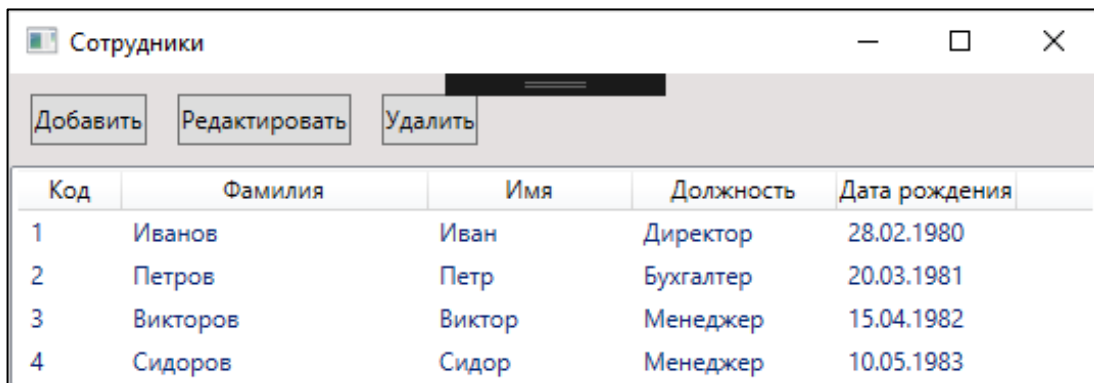 Сотрудники
Добавить Редактировать Удалить
Код Фамилия Имя Должность Дата рождения
1 Иванов Иван Директор 28.02.1980
2 Петров Петр Бухгалтер 20.03.1981
3 Викторов Виктор Менеджер 15.04.1982
4 Сидоров Сидор Менеджер 10.05.1983